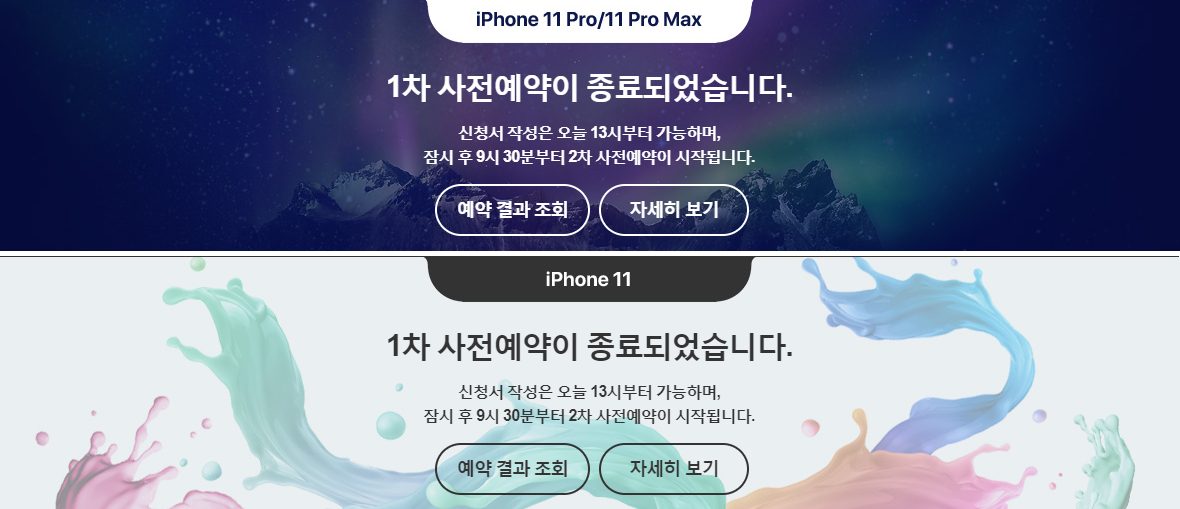 iPhone 11 Pro/11 Pro Max
1차 사전예약이 종료되었습니다.
신청서 작성은 오늘 13시부터 가능하며,
잠시 후 9시 30분부터 2차 사전예약이 시작됩니다.
예약 결과 조회 자세히 보기
iPhone 11
1차 사전예약이 종료되었습니다.
신청서 작성은 오늘 13시부터 가능하며,
잠시 후 9시 30분부터 2차 사전예약이 시작됩니다.
예약 결과 조회 자세히 보기